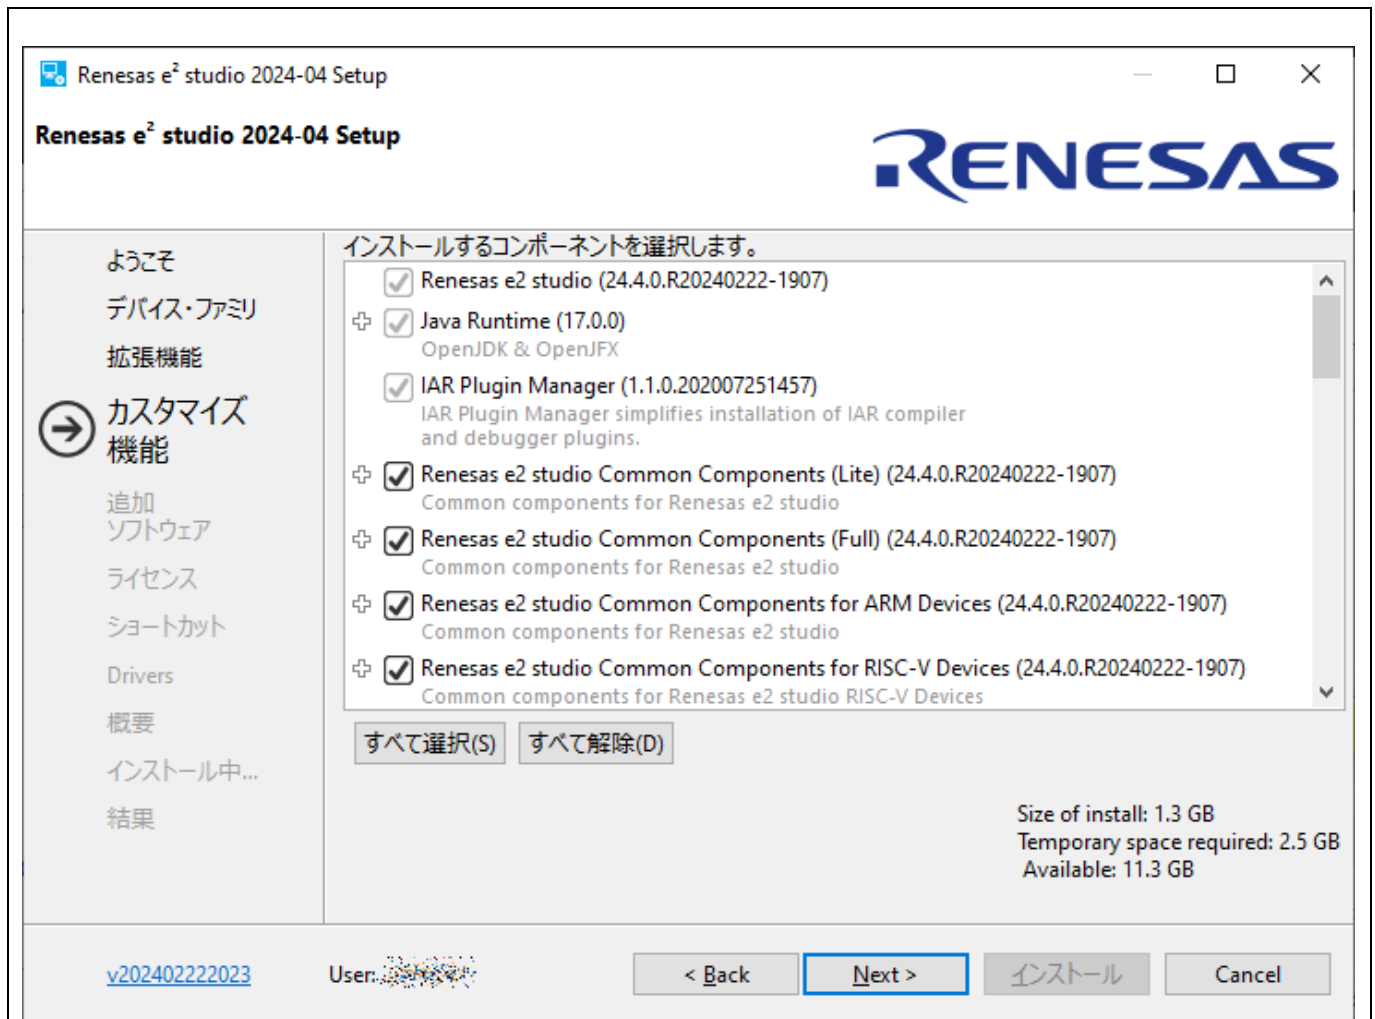 Renesas e² studio 2024-04 Setup
Renesas e² studio 2024-04 Setup
RENESAS
ようこそ
デバイス・ファミリ
拡張機能
カスタマイズ
機能
追加
ソフトウェア
ライセンス
ショートカット
Drivers
概要
インストール中...
結果
インストールするコンポーネントを選択します。
Renesas e2 studio (24.4.0.R20240222-1907)
Java Runtime (17.0.0)
OpenJDK & OpenJFX
IAR Plugin Manager (1.1.0.202007251457)
IAR Plugin Manager simplifies installation of IAR compiler
and debugger plugins.
Renesas e2 studio Common Components (Lite) (24.4.0.R20240222-1907)
Common components for Renesas e2 studio
Renesas e2 studio Common Components (Full) (24.4.0.R20240222-1907)
Common components for Renesas e2 studio
Renesas e2 studio Common Components for ARM Devices (24.4.0.R20240222-1907)
Common components for Renesas e2 studio
Renesas e2 studio Common Components for RISC-V Devices (24.4.0.R20240222-1907)
Common components for Renesas e2 studio RISC-V Devices
すべて選択(S) すべて解除(D)
Size of install: 1.3 GB
Temporary space required: 2.5 GB
Available: 11.3 GB
v202402222023 User: < Back Next > インストール Cancel